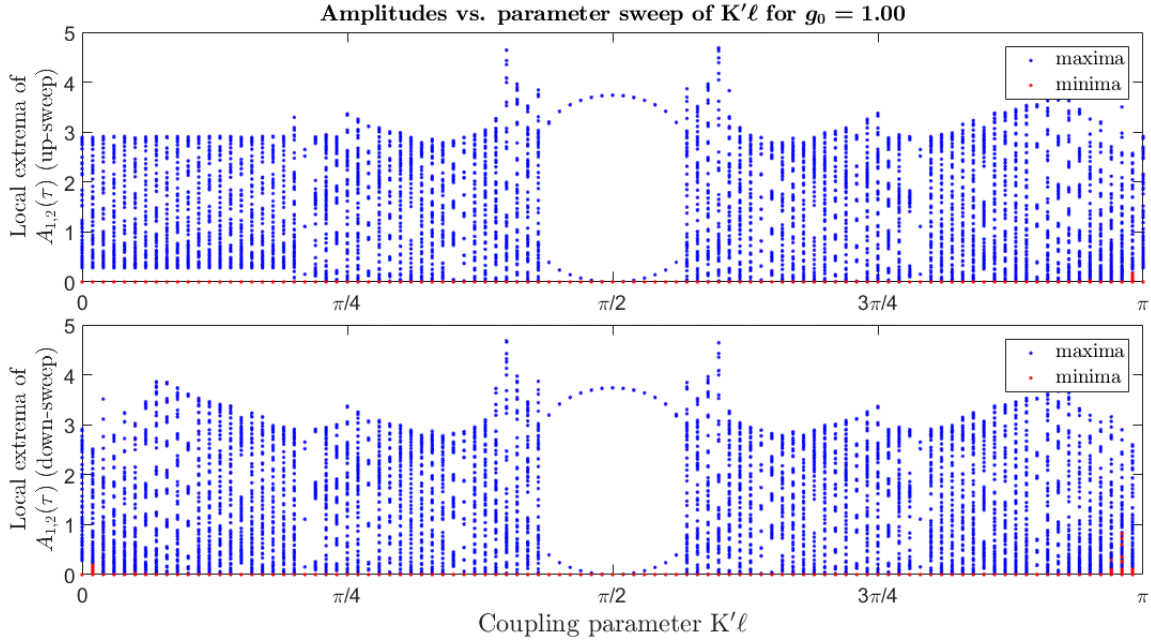 Amplitudes vs. parameter sweep of K′ℓ for g₀ = 1.00
Local extrema of
A₁,₂(τ) (up-sweep)
5
4
3
2
1
0
maxima
minima
0
π/4
π/2
3π/4
π
Local extrema of
A₁,₂(τ) (down-sweep)
5
4
3
2
1
0
maxima
minima
0
π/4
π/2
3π/4
π
Coupling parameter K′ℓ